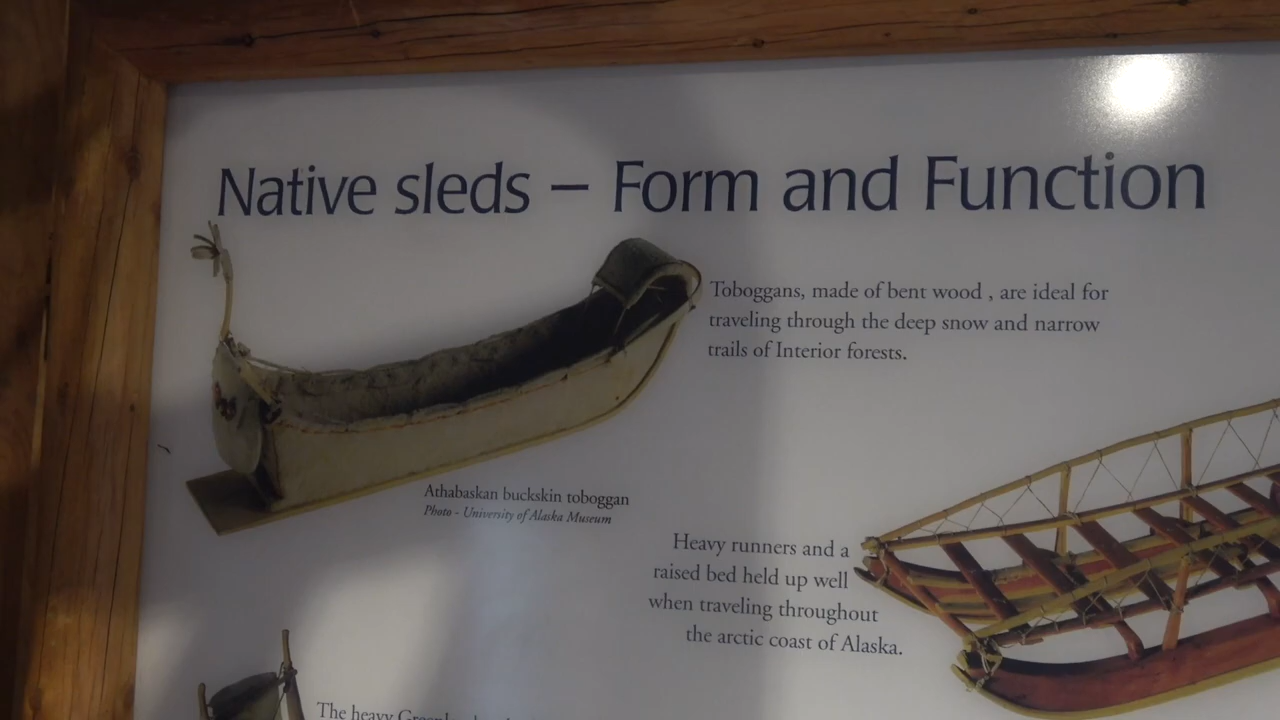 Native sleds – Form and Function
Toboggans, made of bent wood , are ideal for
traveling through the deep snow and narrow
trails of Interior forests.
Athabaskan buckskin toboggan
Photo - University of Alaska Museum
Heavy runners and a
raised bed held up well
when traveling throughout
the arctic coast of Alaska.
The heavy